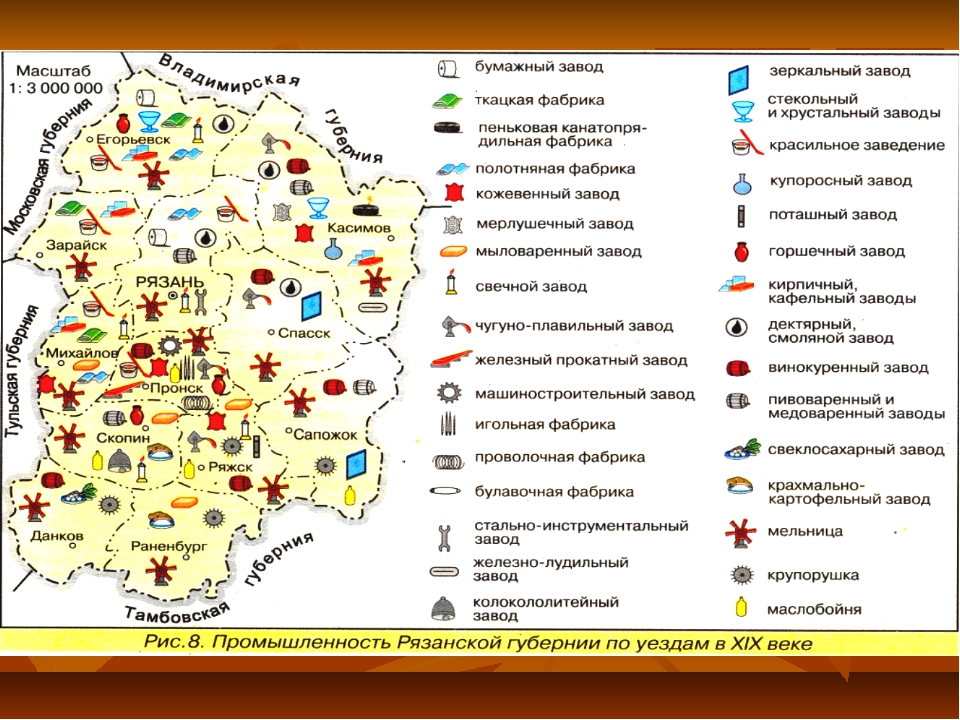 Масштаб
1: 3 000 000
Владимирская
губерния
Московская губерния
Тульская губерния
Тамбовская
губерния
Егорьевск
Зарайск
Касимов
РЯЗАНЬ
Спасск
Михайлов
Пронск
Скопин
Сапожок
Ряжск
Данков
Раненбург
бумажный завод
ткацкая фабрика
пеньковая канатопря-
дильная фабрика
полотняная фабрика
кожевенный завод
мерлушечный завод
мыловаренный завод
свечной завод
чугуно-плавильный завод
железный прокатный завод
машиностроительный завод
игольная фабрика
проволочная фабрика
булавочная фабрика
стально-инструментальный
завод
железно-лудильный
завод
колокололитейный
завод
зеркальный завод
стекольный
и хрустальный заводы
красильное заведение
купоросный завод
поташный завод
горшечный завод
кирпичный,
кафельный заводы
дектярный,
смоляной завод
винокуренный завод
пивоваренный и
медоваренный заводы
свеклосахарный завод
крахмально-
картофельный завод
мельница
крупорушка
маслобойня
Рис.8. Промышленность Рязанской губернии по уездам в XIX веке